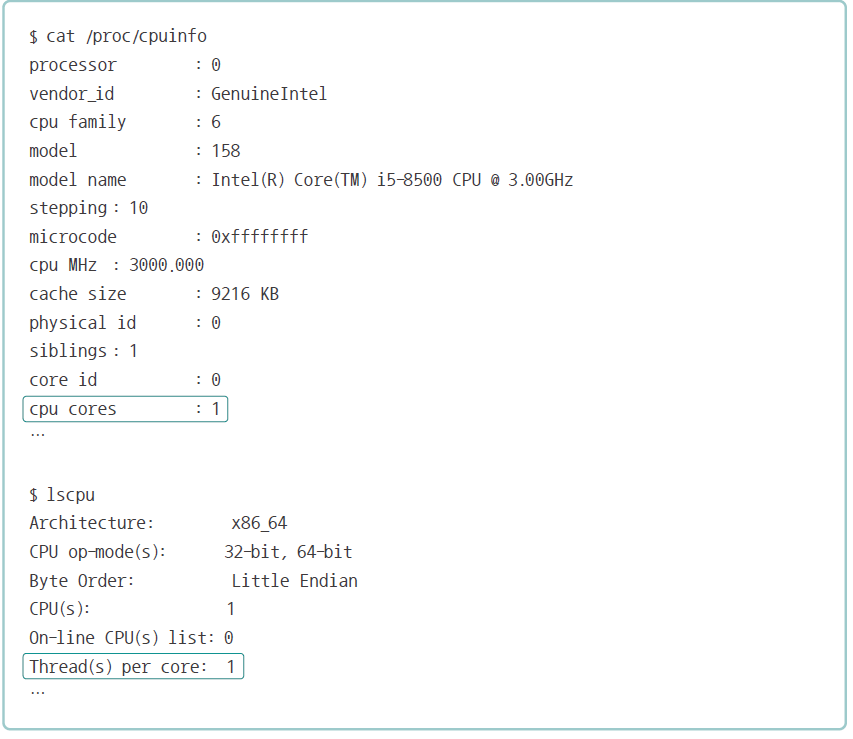 $ cat /proc/cpuinfo
processor : 0
vendor_id : GenuineIntel
cpu family : 6
model : 158
model name : Intel(R) Core(TM) i5-8500 CPU @ 3.00GHz
stepping : 10
microcode : 0xffffffff
cpu MHz : 3000.000
cache size : 9216 KB
physical id : 0
siblings : 1
core id : 0
cpu cores : 1
…
$ lscpu
Architecture: x86_64
CPU op-mode(s): 32-bit, 64-bit
Byte Order: Little Endian
CPU(s): 1
On-line CPU(s) list: 0
Thread(s) per core: 1
…